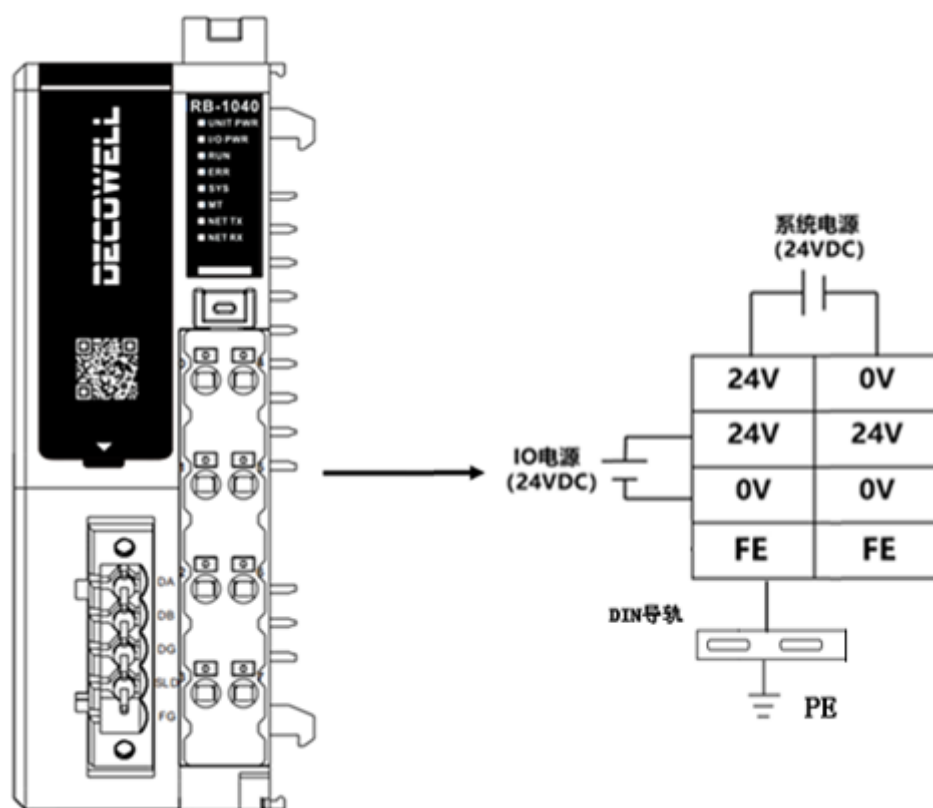 DECOWELL
RB-1040
UNIT PWR
I/O PWR
RUN
ERR
SYS
MT
NET TX
NET RX
DA
DB
DG
SLD
FG
系统电源
(24VDC)
24V 0V
24V 24V
0V 0V
FE FE
IO电源
(24VDC)
DIN导轨
PE